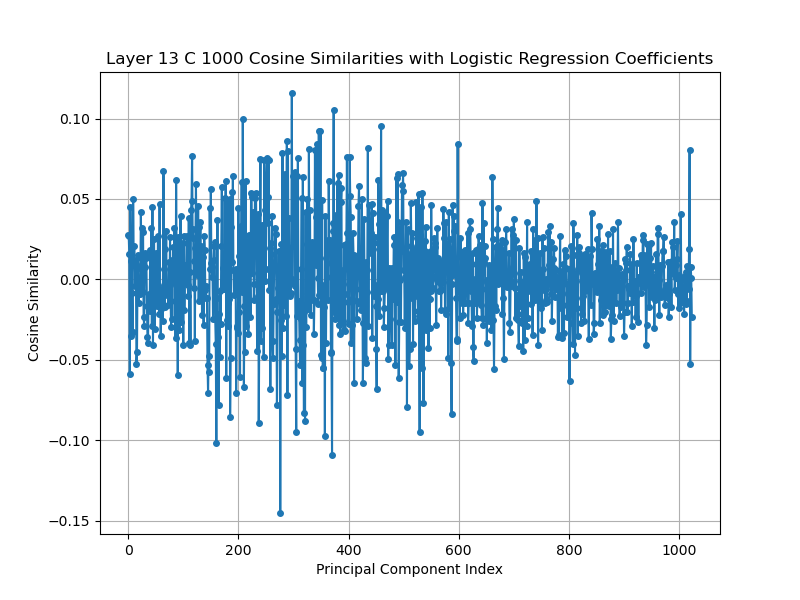 Layer 13 C 1000 Cosine Similarities with Logistic Regression Coefficients
0.10
0.05
0.00
−0.05
−0.10
−0.15
Cosine Similarity
0 200 400 600 800 1000
Principal Component Index